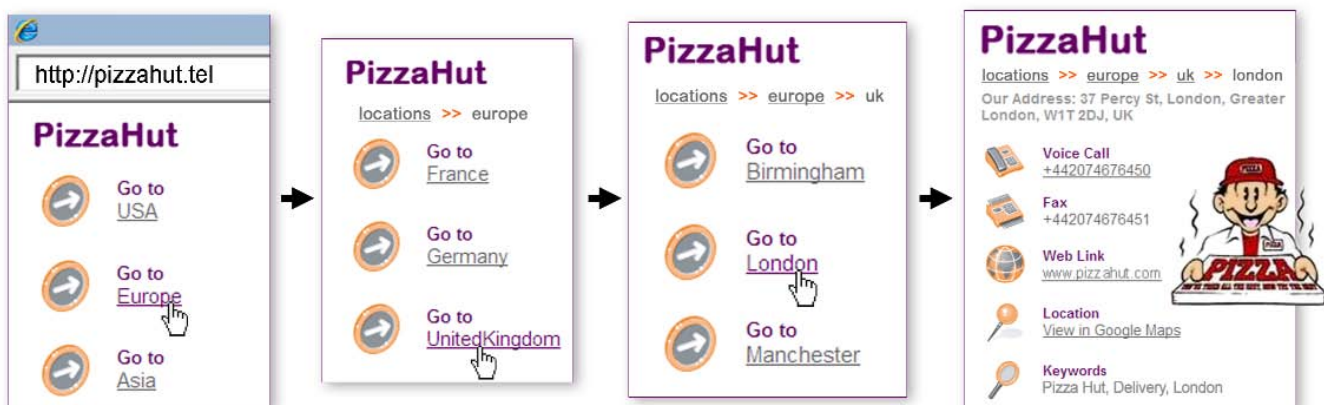 http://pizzahut.tel
PizzaHut
Go to
USA
Go to
Europe
Go to
Asia
PizzaHut
locations >> europe
Go to
France
Go to
Germany
Go to
UnitedKingdom
PizzaHut
locations >> europe >> uk
Go to
Birmingham
Go to
London
Go to
Manchester
PizzaHut
locations >> europe >> uk >> london
Our Address: 37 Percy St, London, Greater
London, W1T 2DJ, UK
Voice Call
+442074676450
Fax
+442074676451
Web Link
www.pizzahut.com
Location
View in Google Maps
Keywords
Pizza Hut, Delivery, London
PIZZA
PIZZA
PIZZA